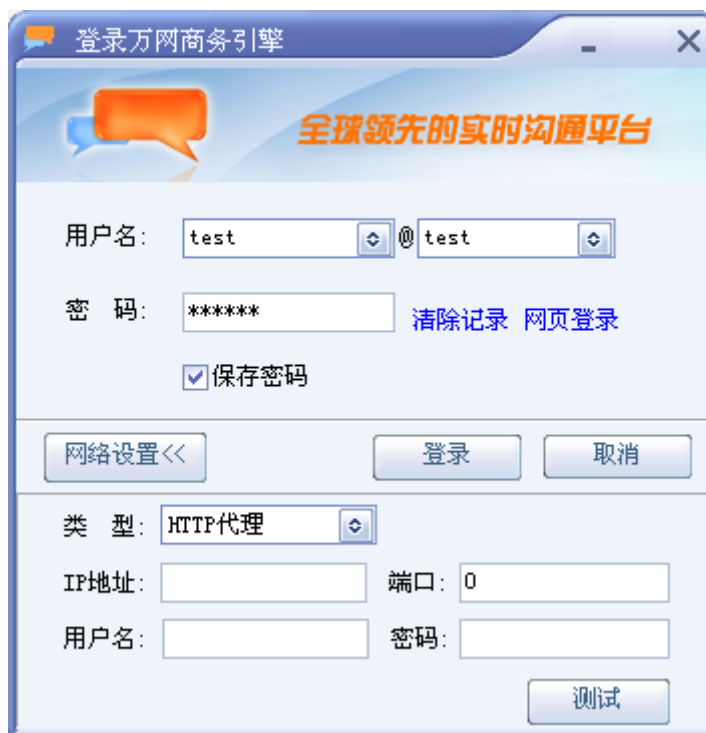 登录万网商务引擎
全球领先的实时沟通平台
用户名: test @ test
密 码: ****** 清除记录 网页登录
保存密码
网络设置<< 登录 取消
类 型: HTTP代理
IP地址: 端口: 0
用户名: 密码:
测试